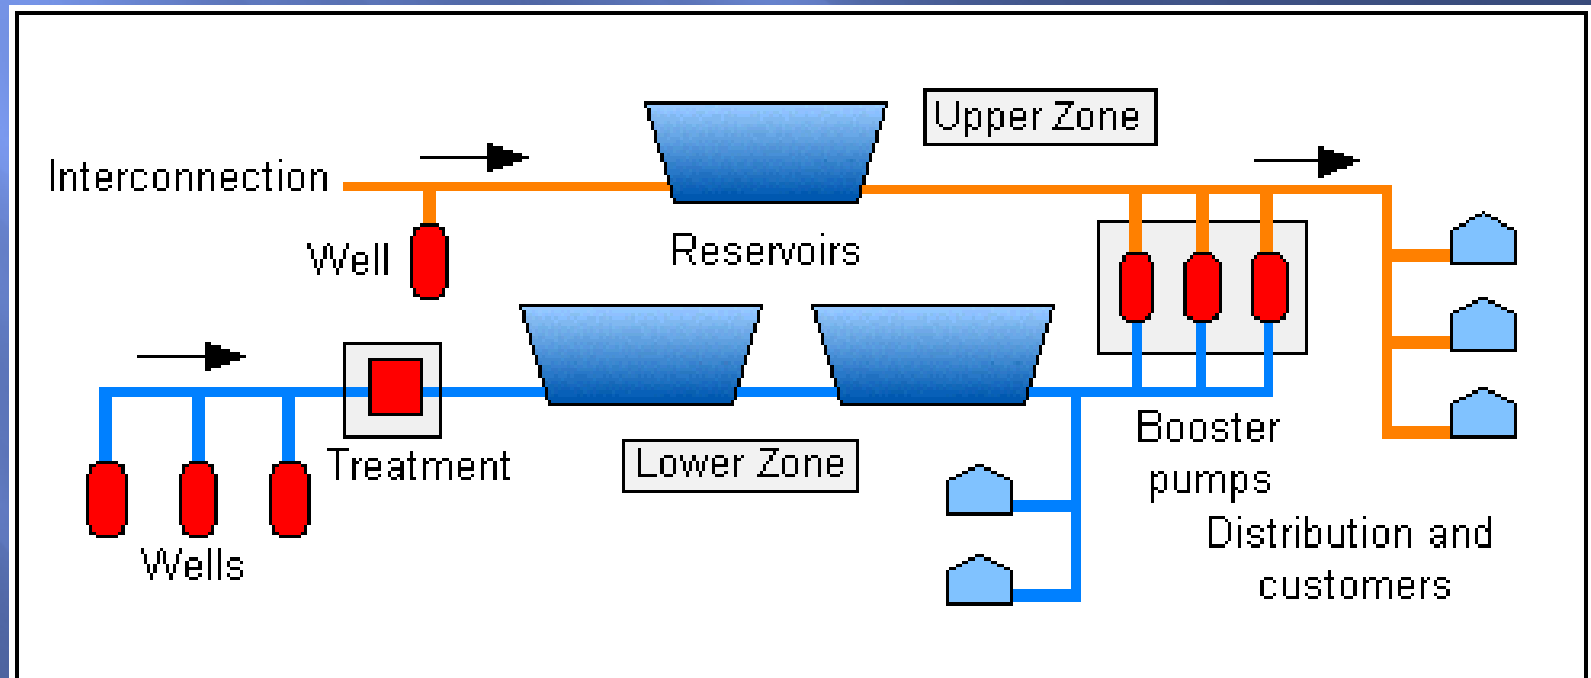 Upper Zone
Interconnection
Well
Reservoirs
Treatment
Lower Zone
Booster
pumps
Wells
Distribution and
customers